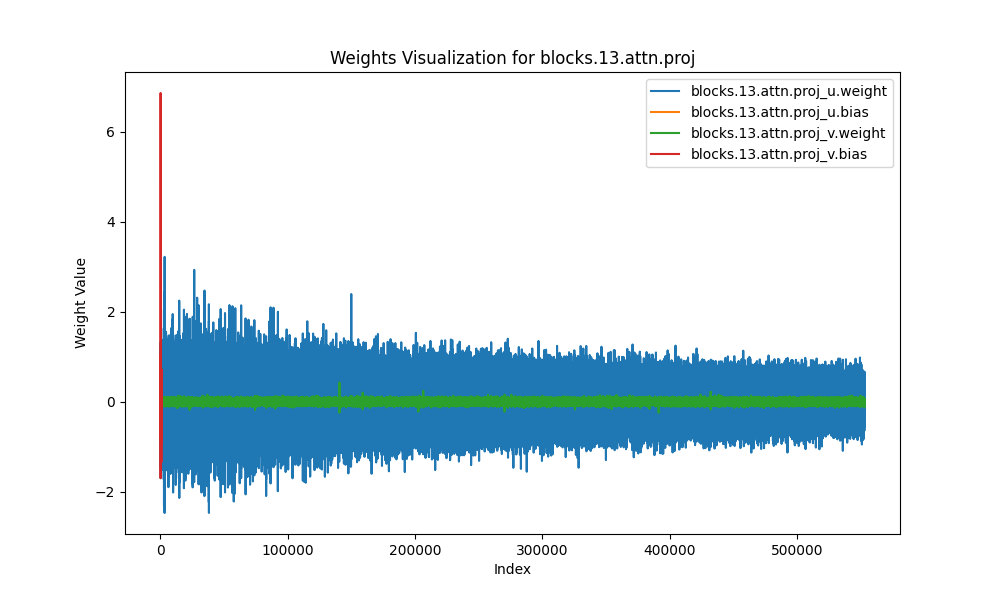 Weights Visualization for blocks.13.attn.proj
blocks.13.attn.proj_u.weight
blocks.13.attn.proj_u.bias
blocks.13.attn.proj_v.weight
blocks.13.attn.proj_v.bias
Weight Value
6
4
2
0
−2
0
100000
200000
300000
400000
500000
Index